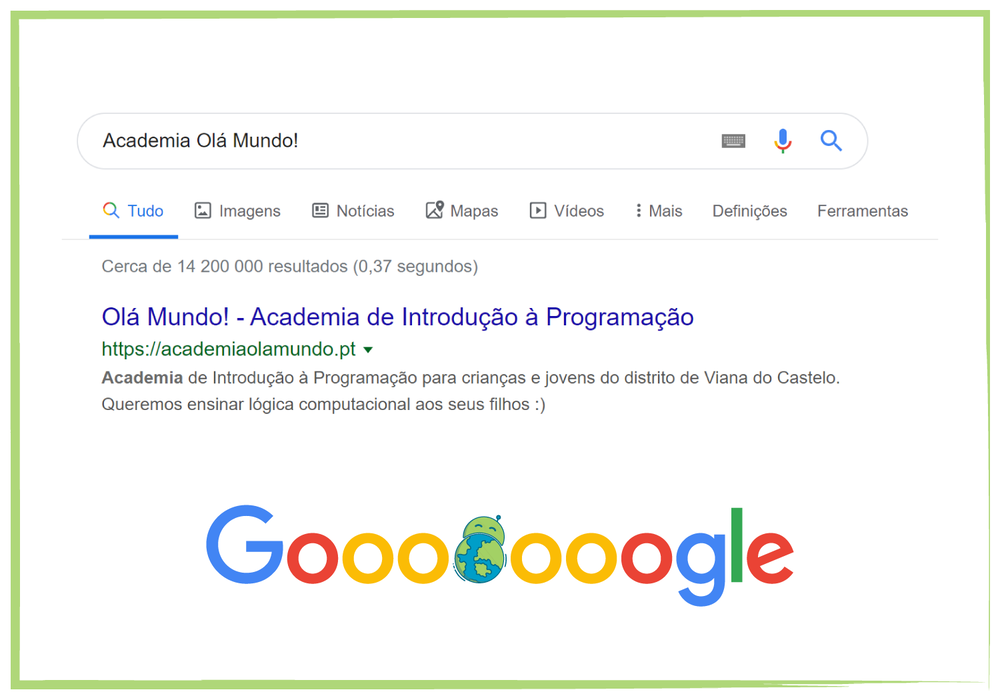 Academia Olá Mundo!
Tudo Imagens Notícias Mapas Vídeos Mais Definições Ferramentas
Cerca de 14 200 000 resultados (0,37 segundos)
Olá Mundo! - Academia de Introdução à Programação
https://academiaolamundo.pt
Academia de Introdução à Programação para crianças e jovens do distrito de Viana do Castelo.
Queremos ensinar lógica computacional aos seus filhos :)
Goooooogle